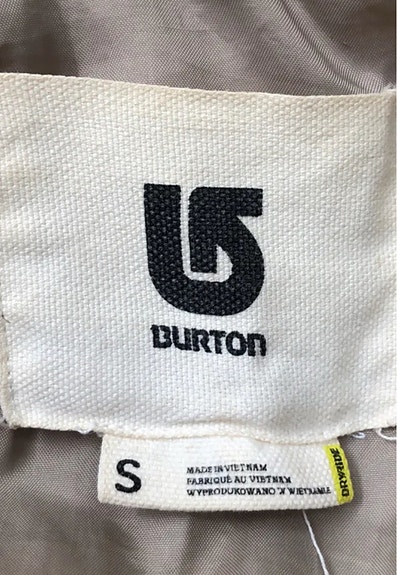 BURTON
S
MADE IN VIETNAM
FABRIQUÉ AU VIETNAM
WYPRODUKOWANO W WIETNAMIE
DRYRIDE